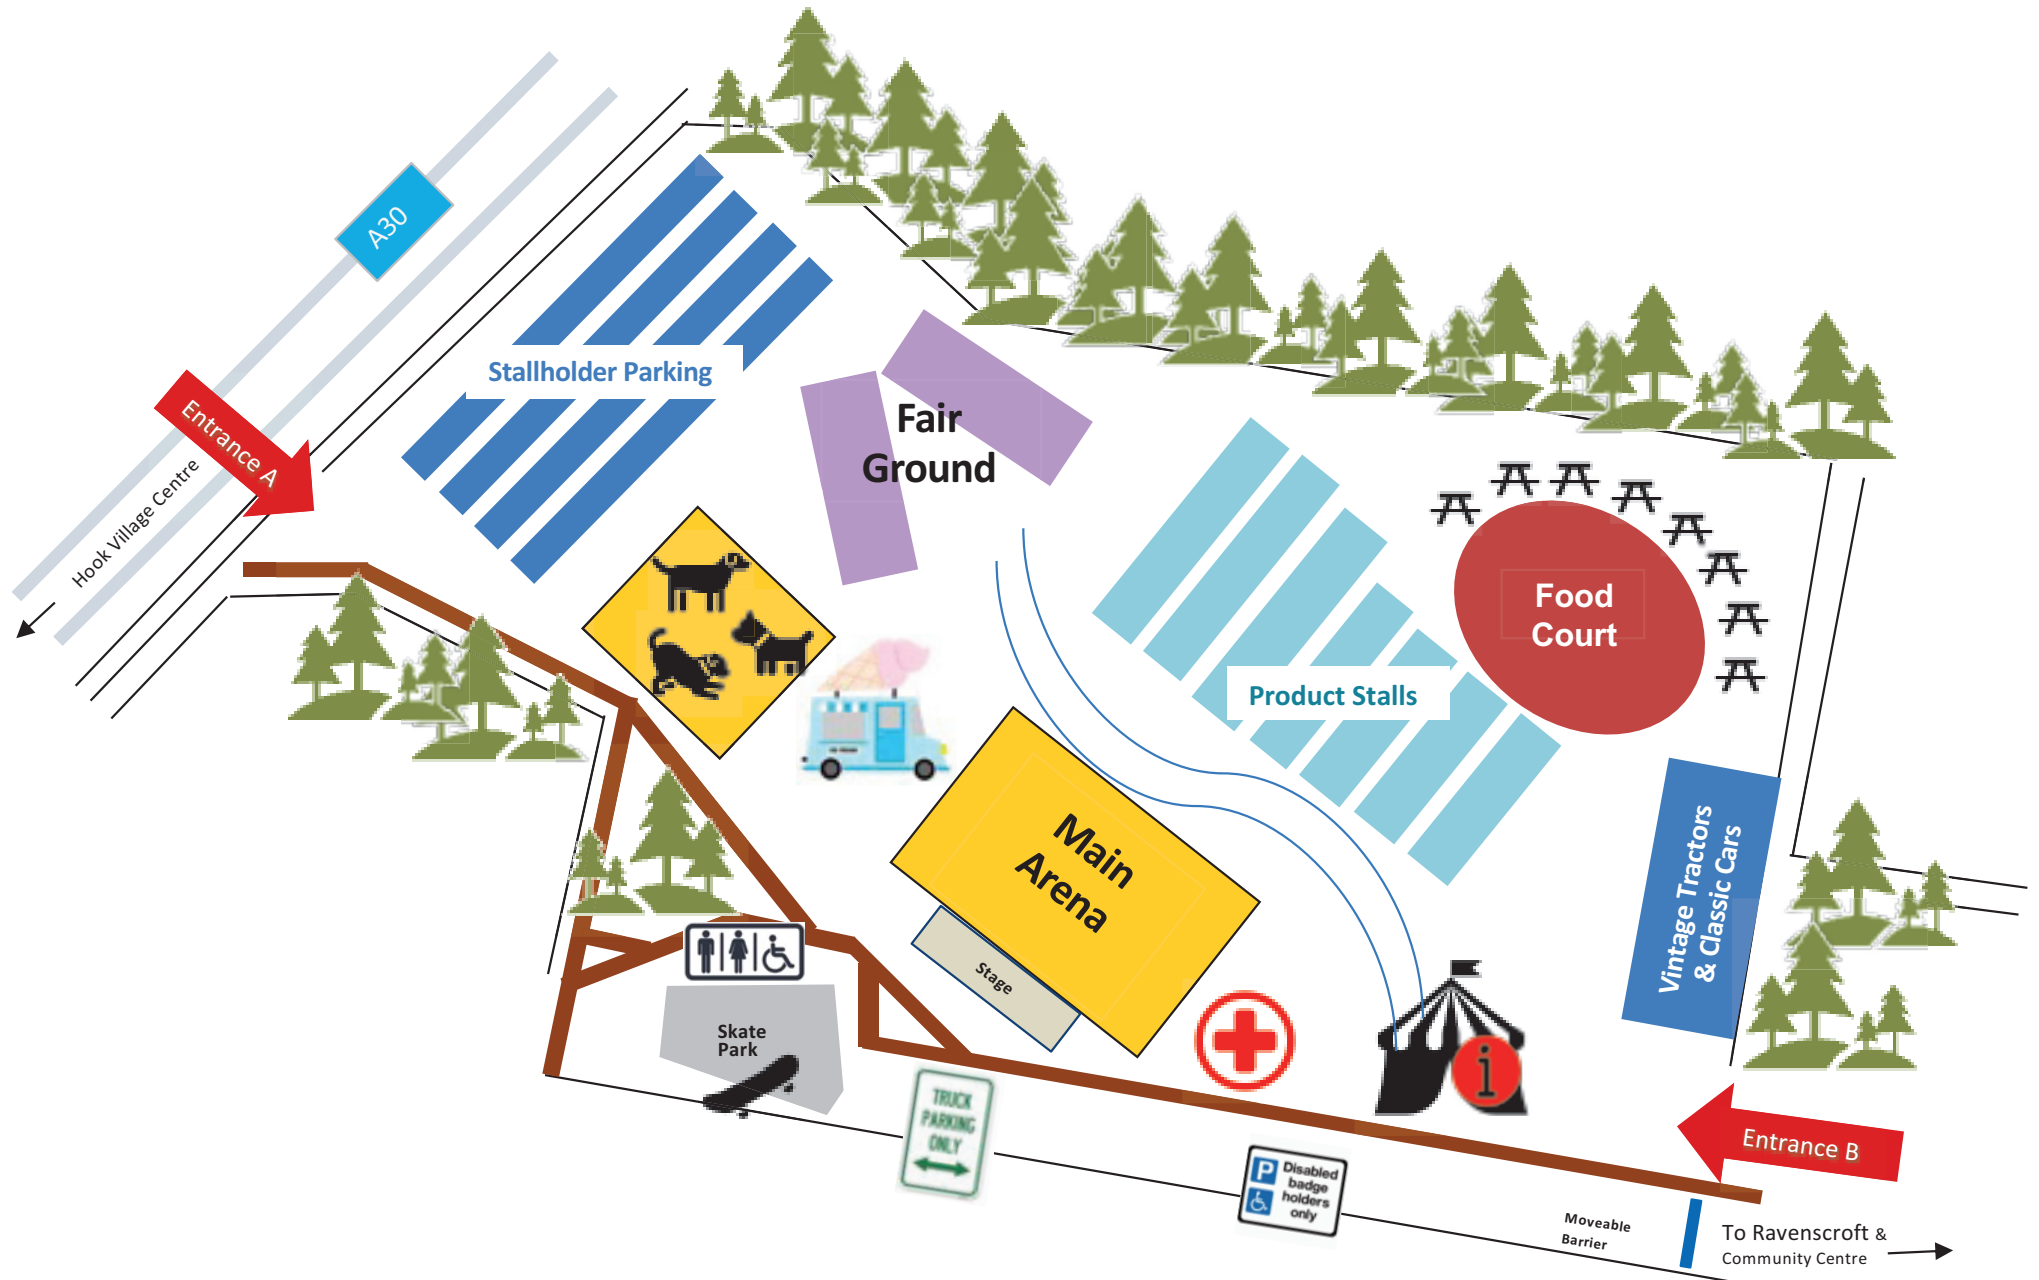 A30
Entrance A
Hook Village Centre
Stallholder Parking
Fair
Ground
Food
Court
Product Stalls
Main
Arena
Stage
Vintage Tractors
& Classic Cars
Skate
Park
TRUCK
PARKING
ONLY
i
P
Disabled
badge
holders
only
Entrance B
Moveable
Barrier
To Ravenscroft &
Community Centre